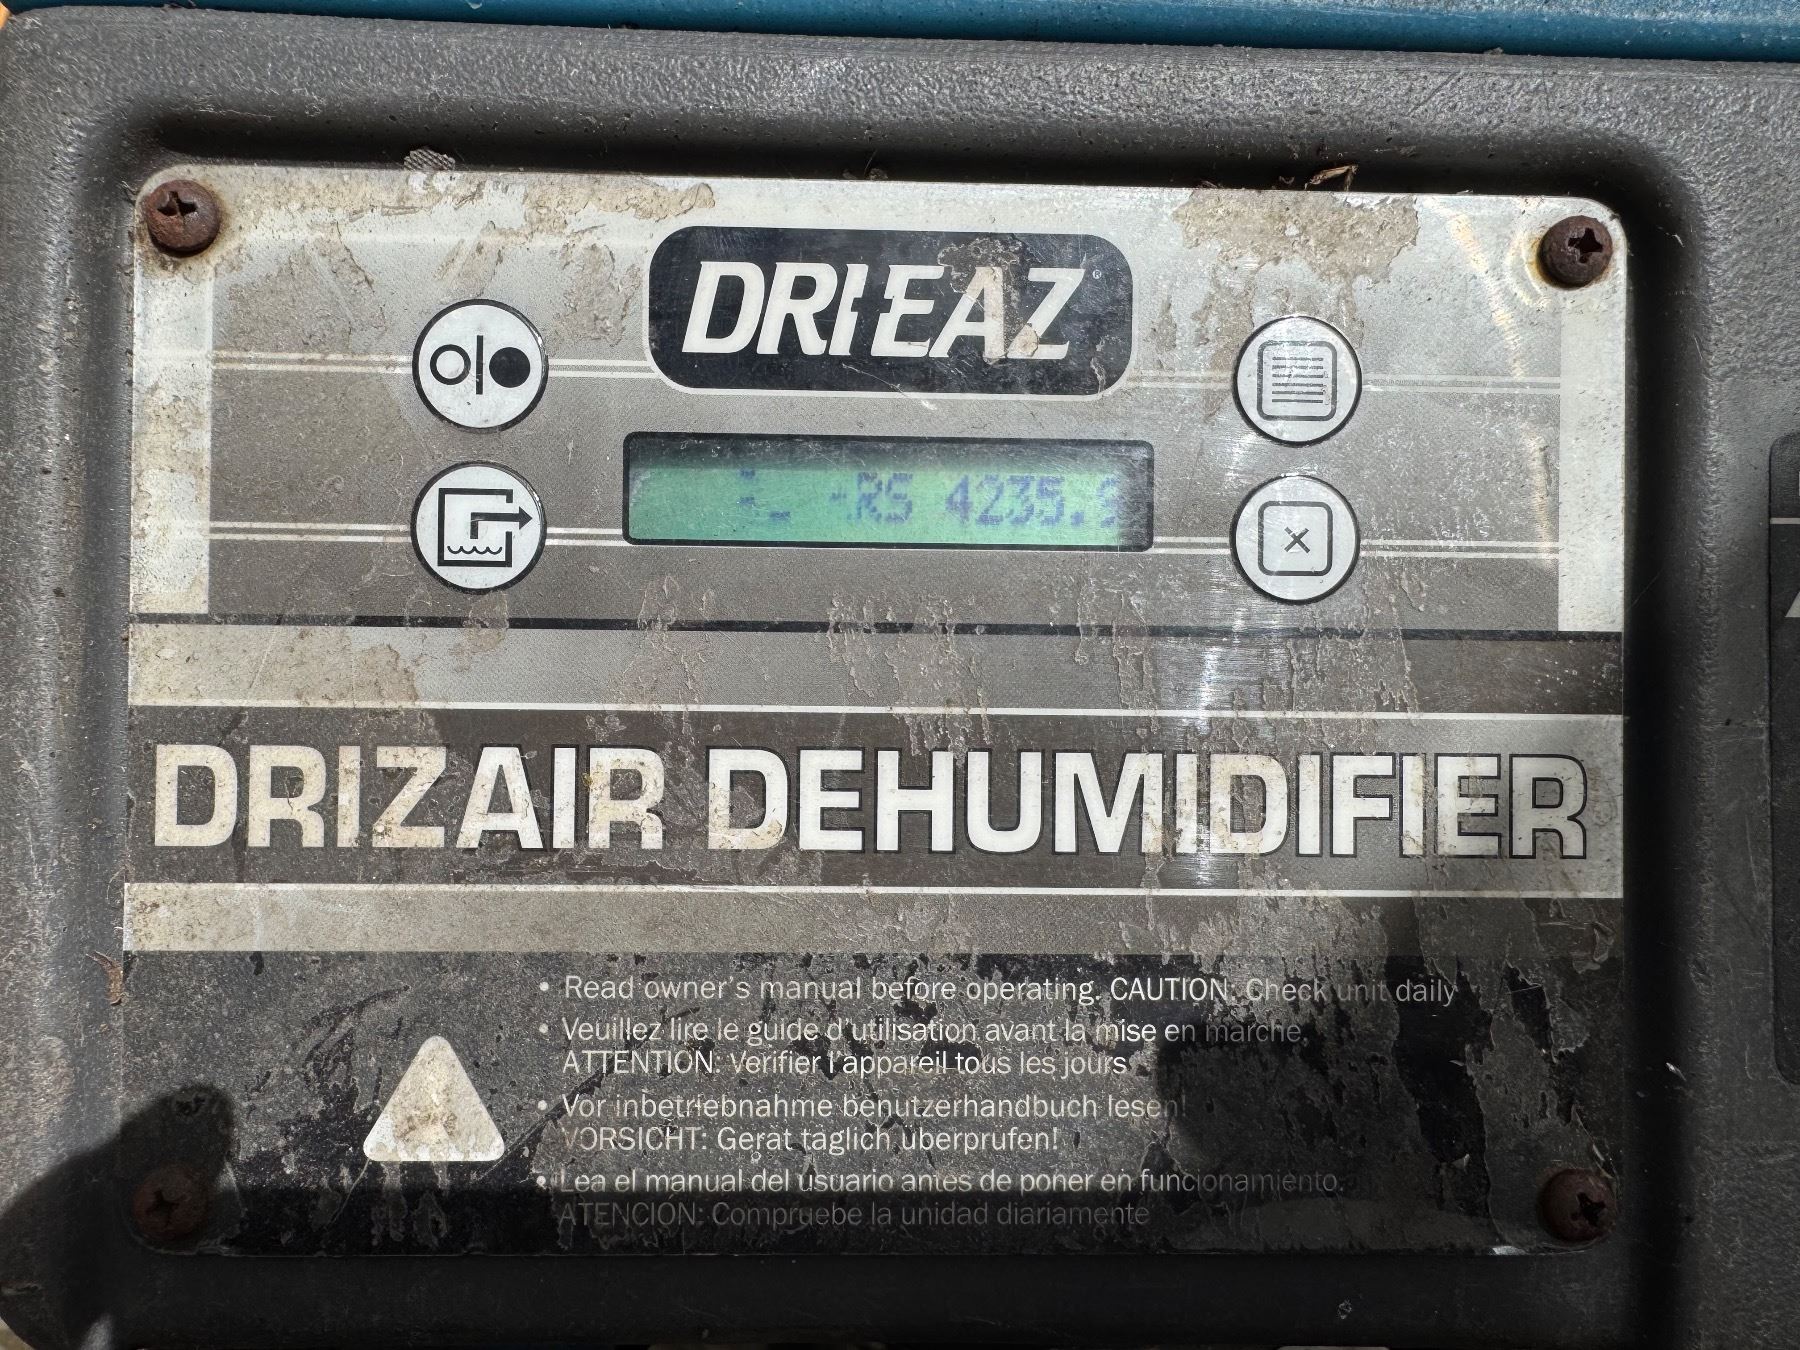 DRIEAZ®
RS 4235.9
DRIZAIR DEHUMIDIFIER
• Read owner's manual before operating. CAUTION: Check unit daily
• Veuillez lire le guide d'utilisation avant la mise en marche.
ATTENTION: Verifier l'appareil tous les jours.
• Vor inbetriebnahme benutzerhandbuch lesen!
VORSICHT: Gerat taglich uberprufen!
• Lea el manual del usuario antes de poner en funcionamiento.
ATENCION: Compruebe la unidad diariamente